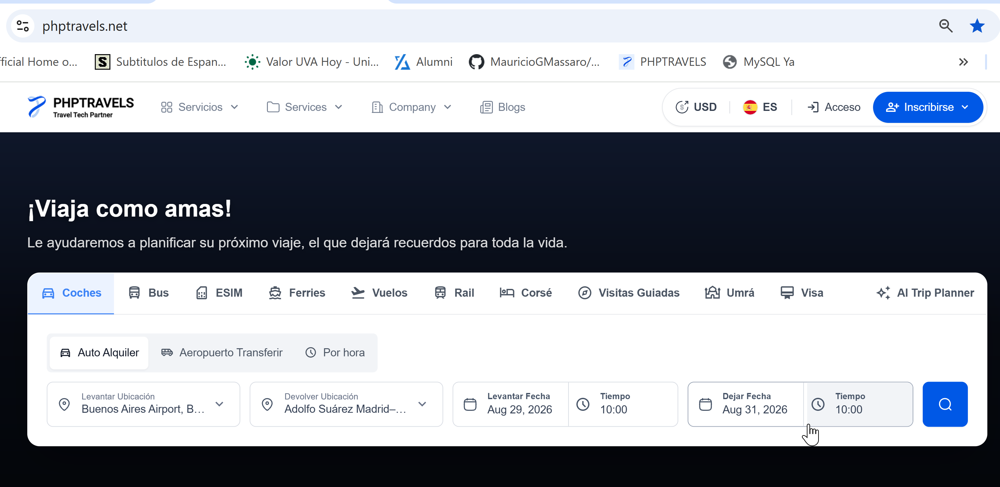 phptravels.net
fficial Home o...
Subtitulos de Espan...
Valor UVA Hoy - Uni...
Alumni
MauricioGMassaro/...
PHPTRAVELS
MySQL Ya
PHPTRAVELS
Travel Tech Partner
Servicios
Services
Company
Blogs
USD
ES
Acceso
Inscribirse
¡Viaja como amas!
Le ayudaremos a planificar su próximo viaje, el que dejará recuerdos para toda la vida.
Coches
Bus
ESIM
Ferries
Vuelos
Rail
Corsé
Visitas Guiadas
Umrá
Visa
AI Trip Planner
Auto Alquiler
Aeropuerto Transferir
Por hora
Levantar Ubicación
Buenos Aires Airport, B...
Devolver Ubicación
Adolfo Suárez Madrid–...
Levantar Fecha
Aug 29, 2026
Tiempo
10:00
Dejar Fecha
Aug 31, 2026
Tiempo
10:00